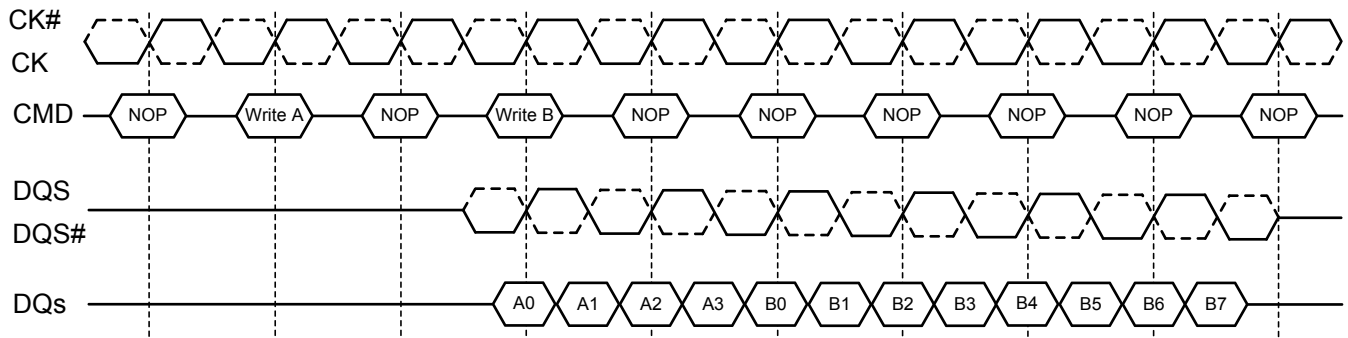 CK#
CK
CMD NOP Write A NOP Write B NOP NOP NOP NOP NOP NOP
DQS
DQS#
DQs A0 A1 A2 A3 B0 B1 B2 B3 B4 B5 B6 B7